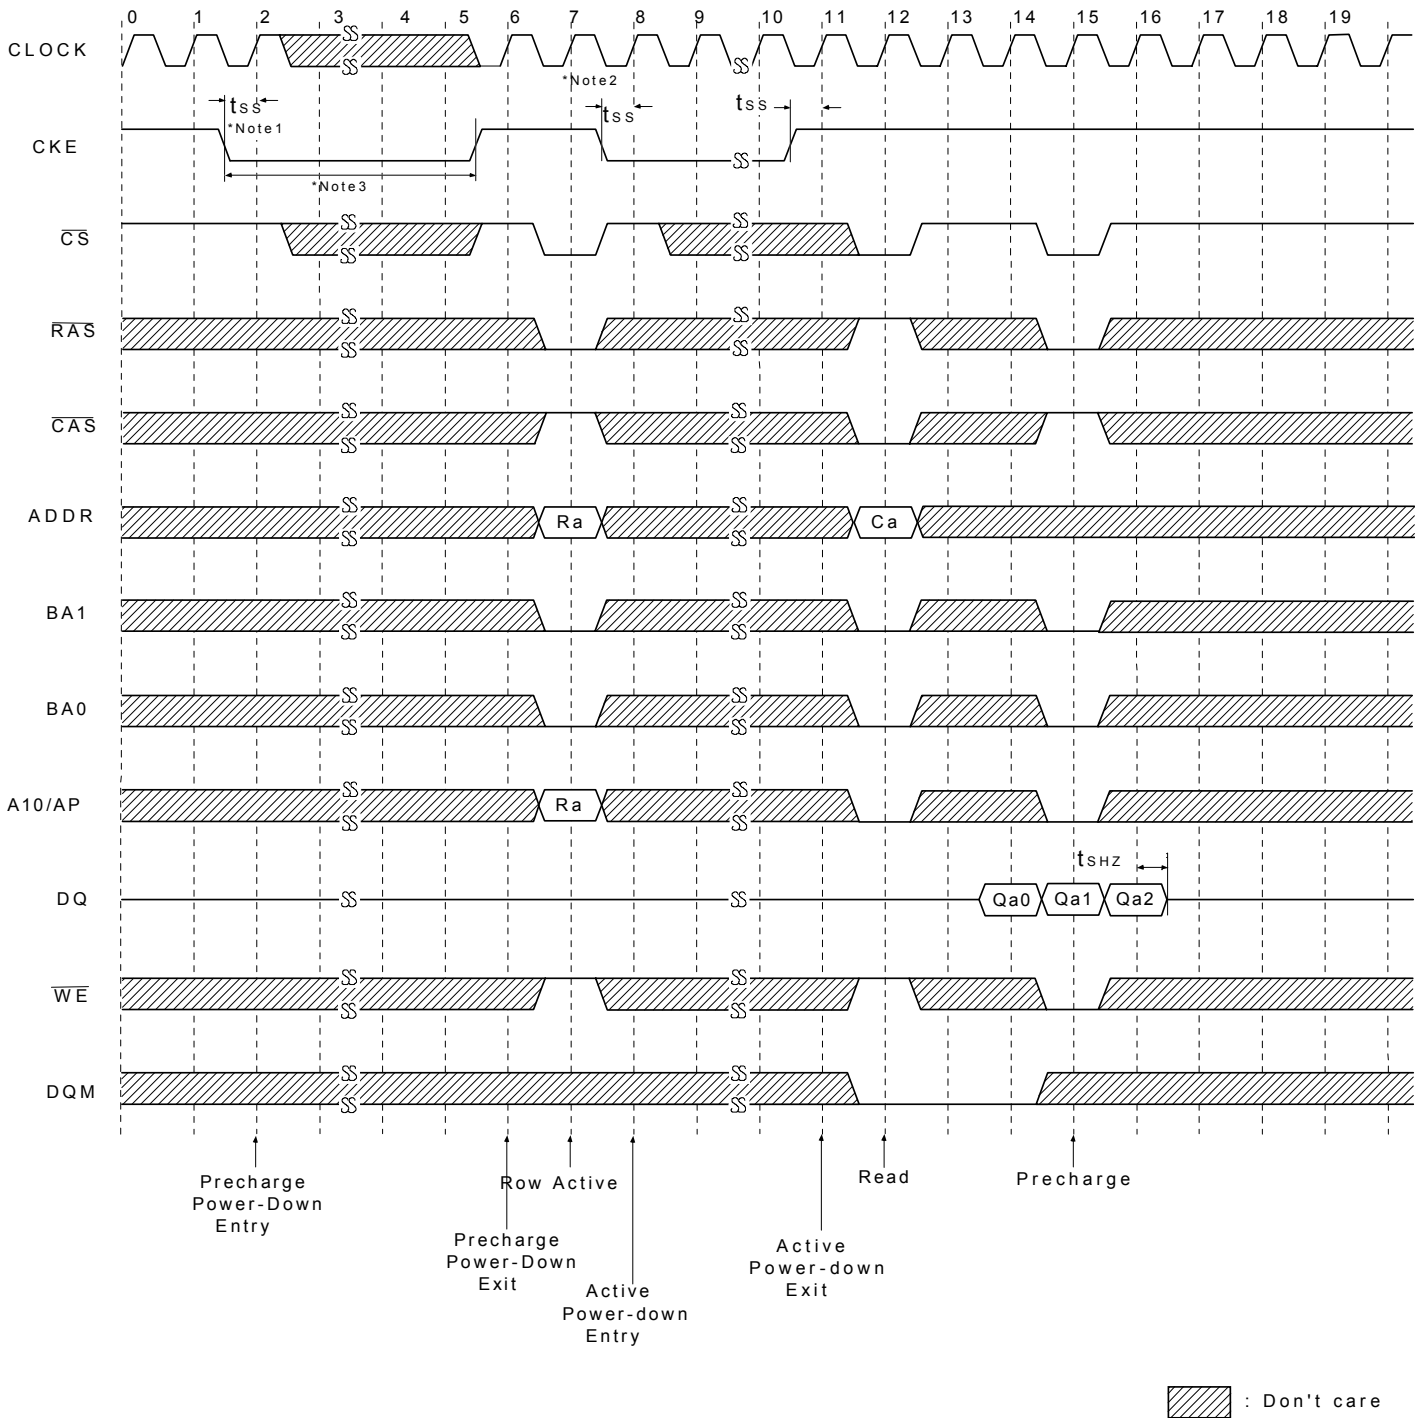 0 1 2 3 4 5 6 7 8 9 10 11 12 13 14 15 16 17 18 19
CLOCK
*Note2
tSS
tSS
tSS
*Note1
CKE
*Note3
CS
RAS
CAS
ADDR
Ra
Ca
BA1
BA0
A10/AP
Ra
tSHZ
DQ
Qa0
Qa1
Qa2
WE
DQM
Precharge
Power-Down
Entry
Row Active
Read
Precharge
Precharge
Power-Down
Exit
Active
Power-down
Exit
Active
Power-down
Entry
: Don't care